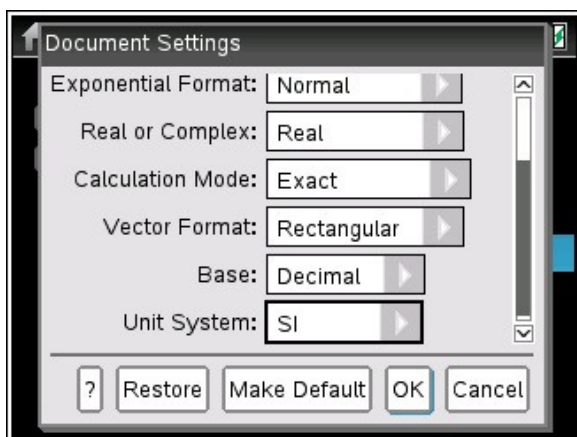 Document Settings
Exponential Format: Normal
Real or Complex: Real
Calculation Mode: Exact
Vector Format: Rectangular
Base: Decimal
Unit System: SI
? Restore Make Default OK Cancel